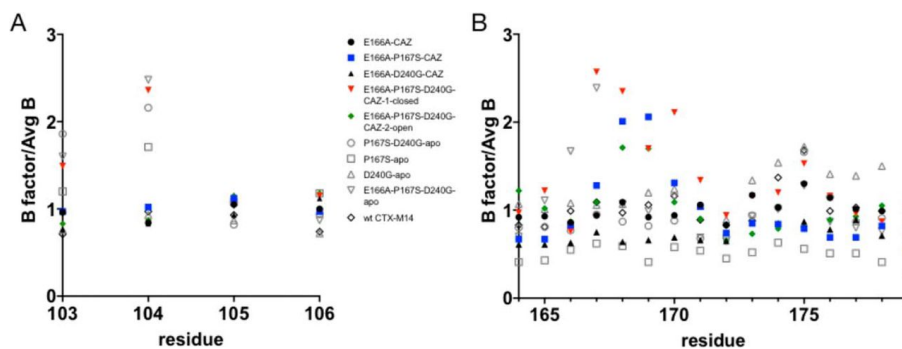 A
B factor/Avg B
3
2
1
0
103
104
105
106
residue
E166A-CAZ
E166A-P167S-CAZ
E166A-D240G-CAZ
E166A-P167S-D240G-
CAZ-1-closed
E166A-P167S-D240G-
CAZ-2-open
P167S-D240G-apo
P167S-apo
D240G-apo
E166A-P167S-D240G-
apo
wt CTX-M14
B
B factor/Avg B
3
2
1
0
165
170
175
residue